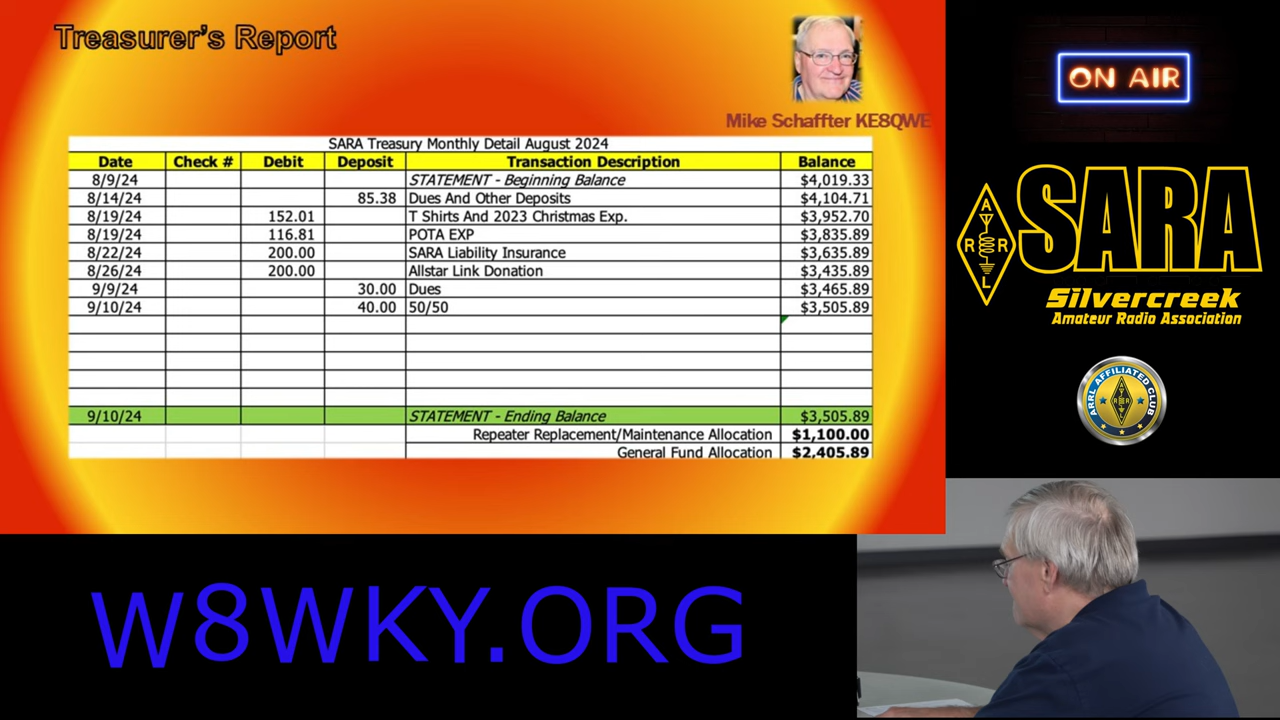 Treasurer's Report
Mike Schaffter KE8QWE
SARA Treasury Monthly Detail August 2024
Date Check # Debit Deposit Transaction Description Balance
8/9/24 STATEMENT - Beginning Balance $4,019.33
8/14/24 85.38 Dues And Other Deposits $4,104.71
8/19/24 152.01 T Shirts And 2023 Christmas Exp. $3,952.70
8/19/24 116.81 POTA EXP $3,835.89
8/22/24 200.00 SARA Liability Insurance $3,635.89
8/26/24 200.00 Allstar Link Donation $3,435.89
9/9/24 30.00 Dues $3,465.89
9/10/24 40.00 50/50 $3,505.89
9/10/24 STATEMENT - Ending Balance $3,505.89
Repeater Replacement/Maintenance Allocation $1,100.00
General Fund Allocation $2,405.89
ON AIR
A
R R
L
SARA
Silvercreek
Amateur Radio Association
ARRL AFFILIATED CLUB
A
R R
L
W8WKY.ORG